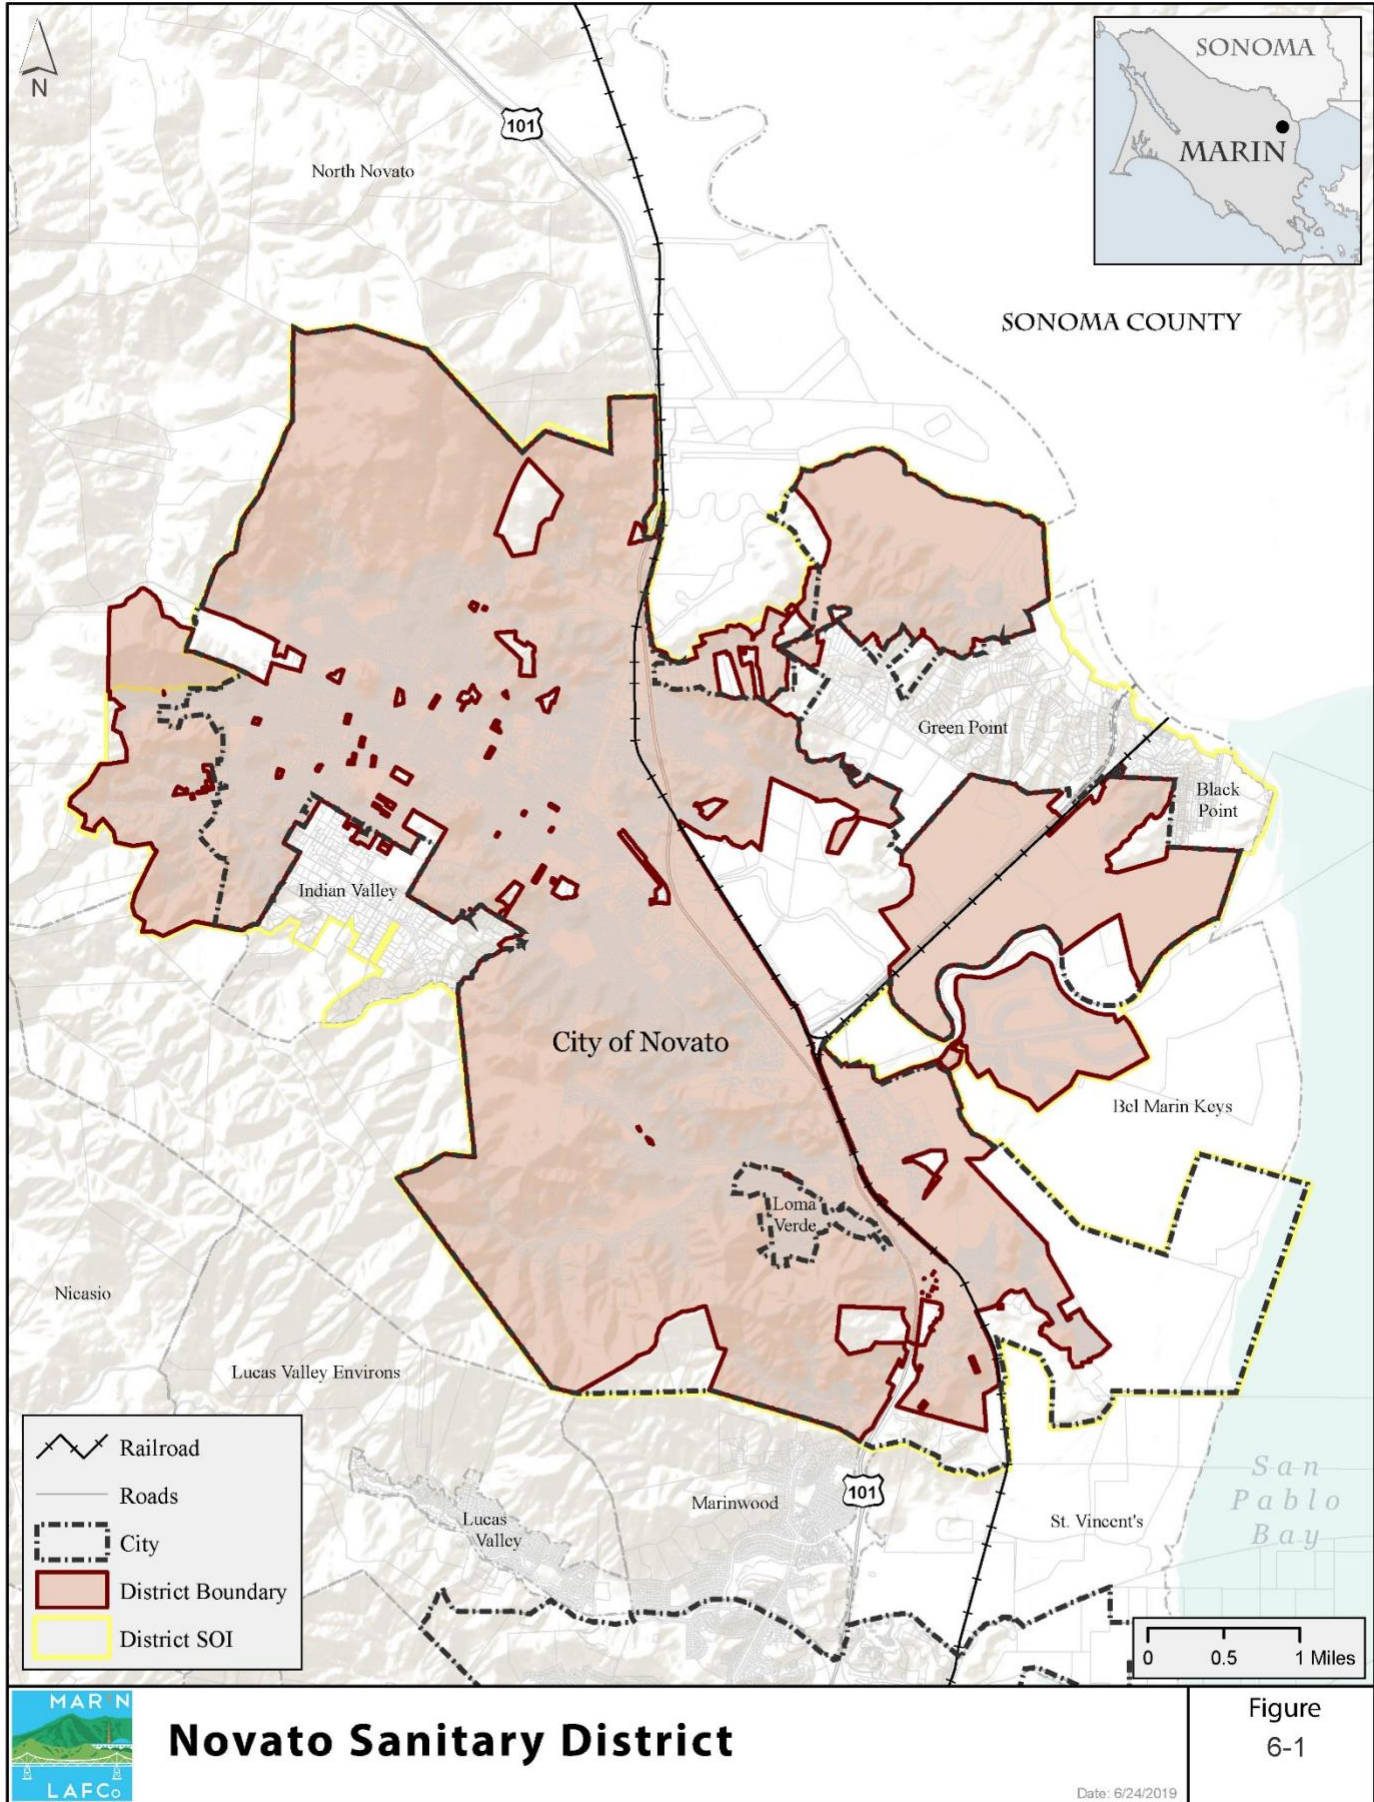 N
101
SONOMA
MARIN
North Novato
SONOMA COUNTY
Green Point
Black
Point
Indian Valley
City of Novato
Bel Marin Keys
Loma
Verde
Nicasio
Lucas Valley Environs
Railroad
Roads
City
District Boundary
District SOI
Lucas
Valley
Marinwood
101
St. Vincent's
San
Pablo
Bay
0 0.5 1 Miles
MARIN
LAFCo
Novato Sanitary District
Figure
6-1
Date: 6/24/2019